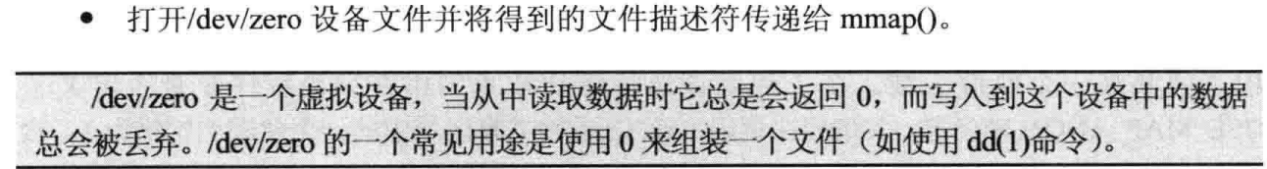 ● 打开/dev/zero 设备文件并将得到的文件描述符传递给 mmap()。
/dev/zero 是一个虚拟设备，当从中读取数据时它总是会返回 0，而写入到这个设备中的数据
总会被丢弃。/dev/zero 的一个常见用途是使用 0 来组装一个文件（如使用 dd(1)命令）。